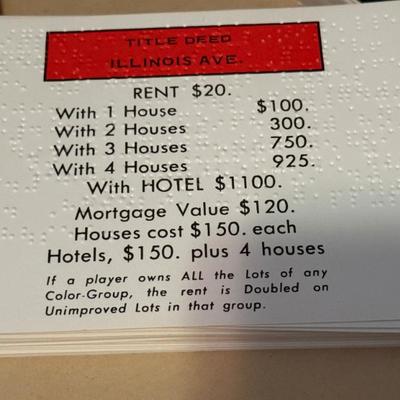 TITLE DEED
ILLINOIS AVE.
RENT $20.
With 1 House $100.
With 2 Houses 300.
With 3 Houses 750.
With 4 Houses 925.
With HOTEL $1100.
Mortgage Value $120.
Houses cost $150. each
Hotels, $150. plus 4 houses
If a player owns ALL the Lots of any
Color-Group, the rent is Doubled on
Unimproved Lots in that group.